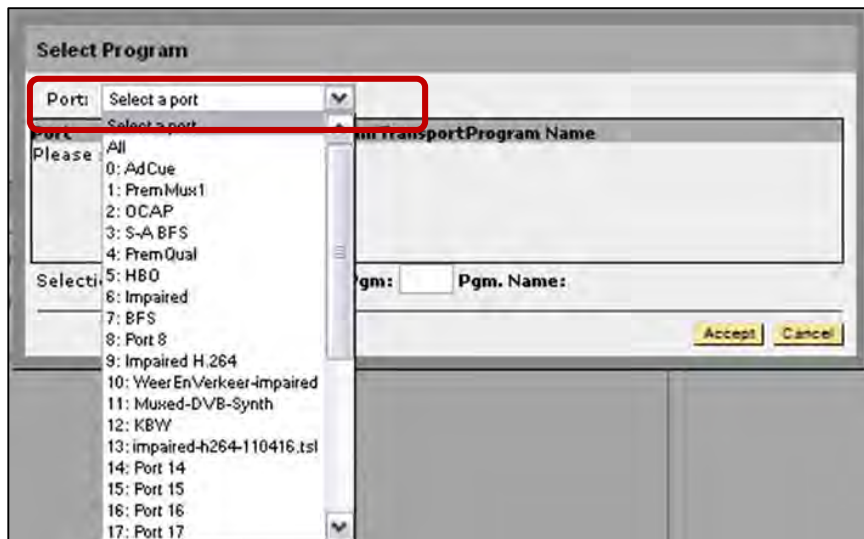 Select Program
Port: Select a port
Select a port
Port TransportProgram Name
Please
All
0: AdCue
1: PremMux1
2: OCAP
3: S-A BFS
4: PremQual
5: HBO
6: Impaired
7: BFS
8: Port 8
9: Impaired H.264
10: WeerEnVerkeer-impaired
11: Muxed-DVB-Synth
12: KBW
13: impaired-h264-110416.tsl
14: Port 14
15: Port 15
16: Port 16
17: Port 17
Pgm. Name:
Accept Cancel